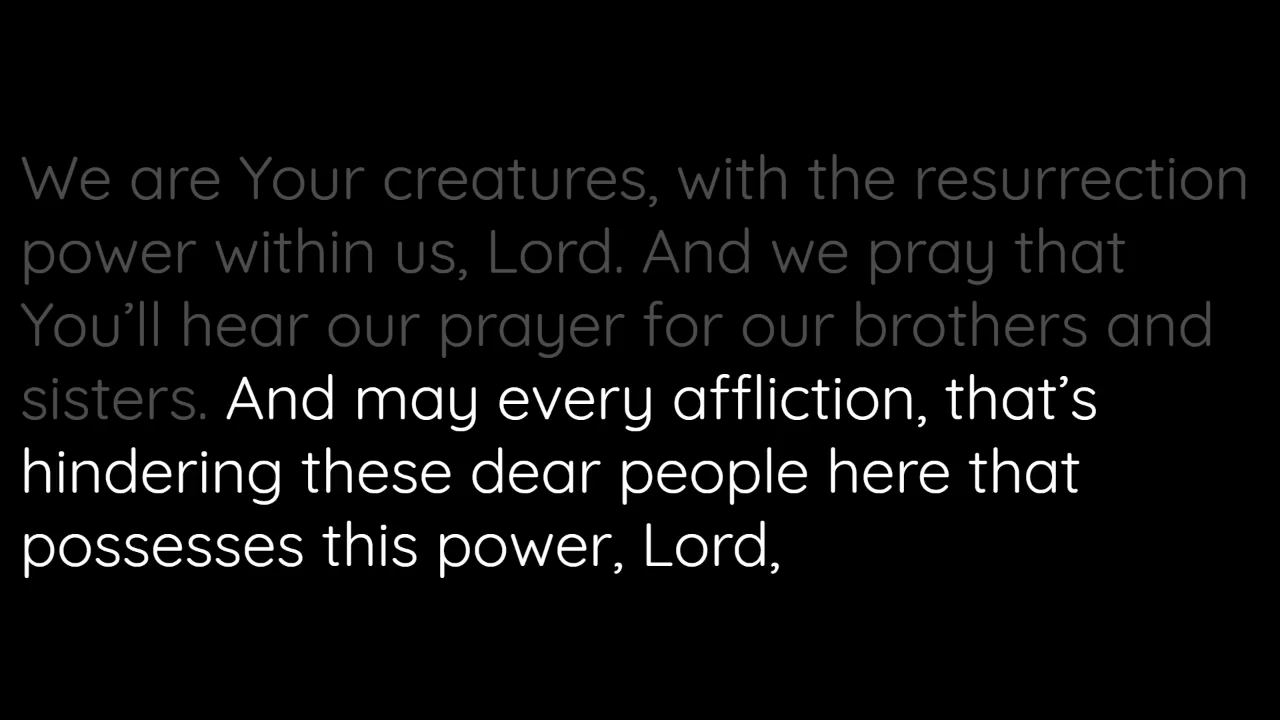 We are Your creatures, with the resurrection
power within us, Lord. And we pray that
You’ll hear our prayer for our brothers and
sisters. And may every affliction, that’s
hindering these dear people here that
possesses this power, Lord,